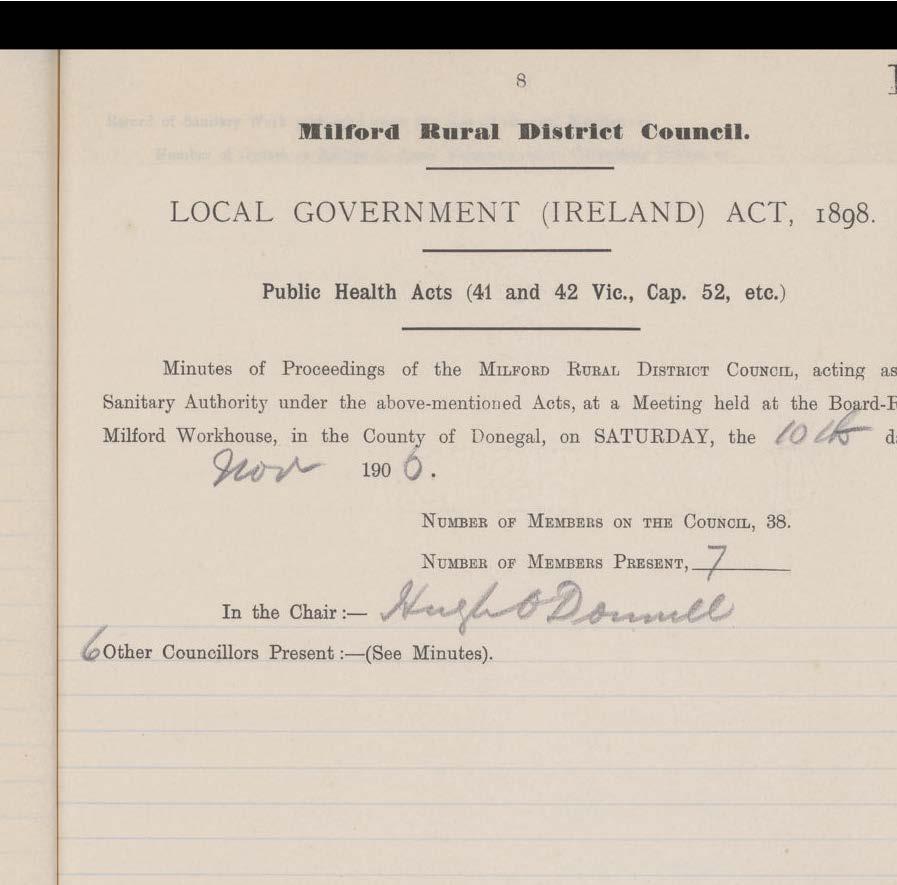 8
Milford Rural District Council.
LOCAL GOVERNMENT (IRELAND) ACT, 1898.
Public Health Acts (41 and 42 Vic., Cap. 52, etc.)
Minutes of Proceedings of the MILFORD RURAL DISTRICT COUNCIL, acting as
Sanitary Authority under the above-mentioned Acts, at a Meeting held at the Board-R
Milford Workhouse, in the County of Donegal, on SATURDAY, the 10th d
Nov 1906.
NUMBER OF MEMBERS ON THE COUNCIL, 38.
NUMBER OF MEMBERS PRESENT, 7
In the Chair :— Hugh O Donnell
6 Other Councillors Present :—(See Minutes).